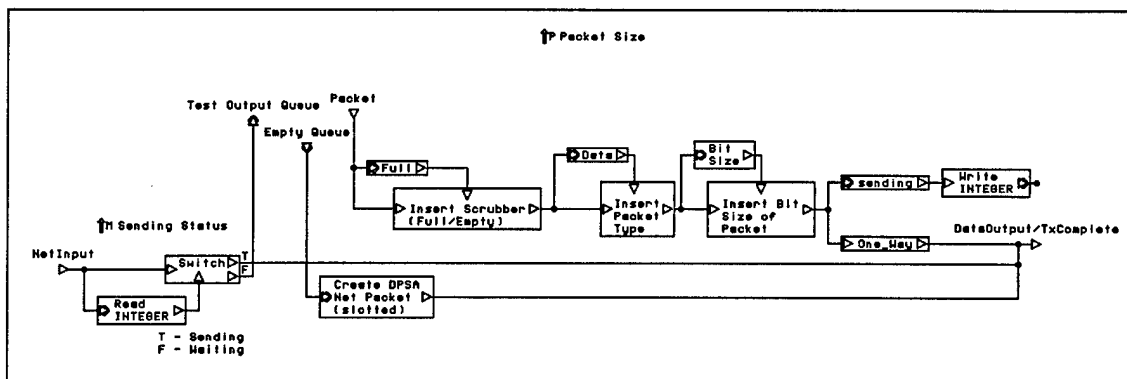 P Packet Size
Test Output Queue
Packet
Empty Queue
Full
Data
Bit
Size
sending
Write
INTEGER
Insert Scrubber
(Full/Empty)
Insert
Packet
Type
Insert Bit
Size of
Packet
M Sending Status
One_Way
DataOutput/TxComplete
NetInput
Switch
T
F
Create DPSA
Net Packet
(slotted)
Read
INTEGER
T - Sending
F - Waiting